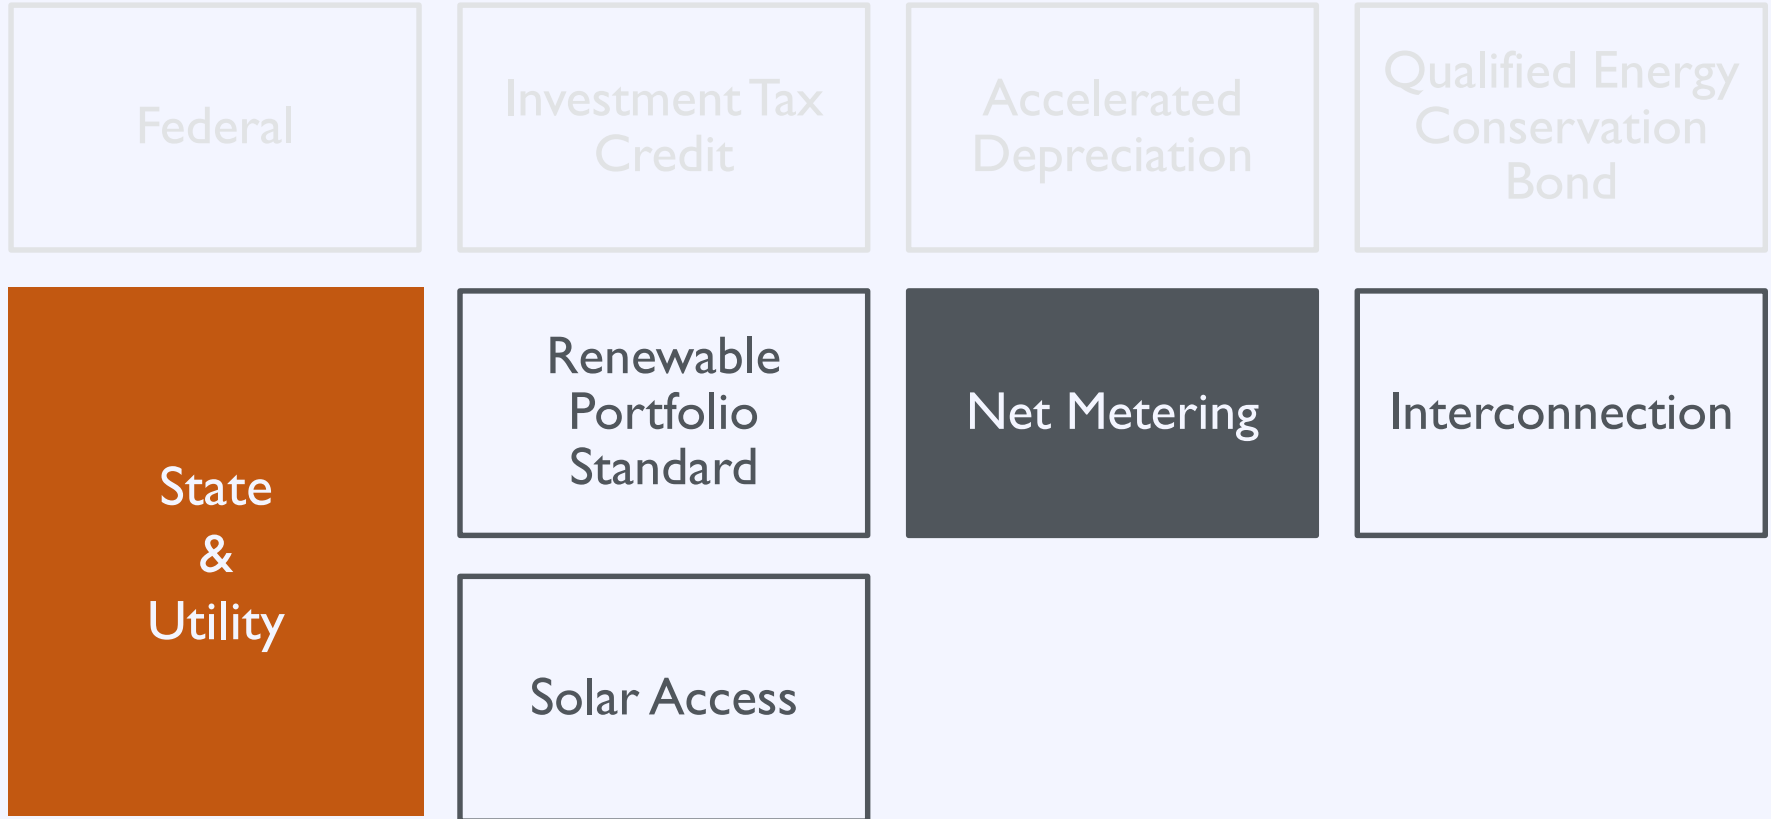 Federal
Investment Tax
Credit
Accelerated
Depreciation
Qualified Energy
Conservation
Bond
State
&
Utility
Renewable
Portfolio
Standard
Net Metering
Interconnection
Solar Access